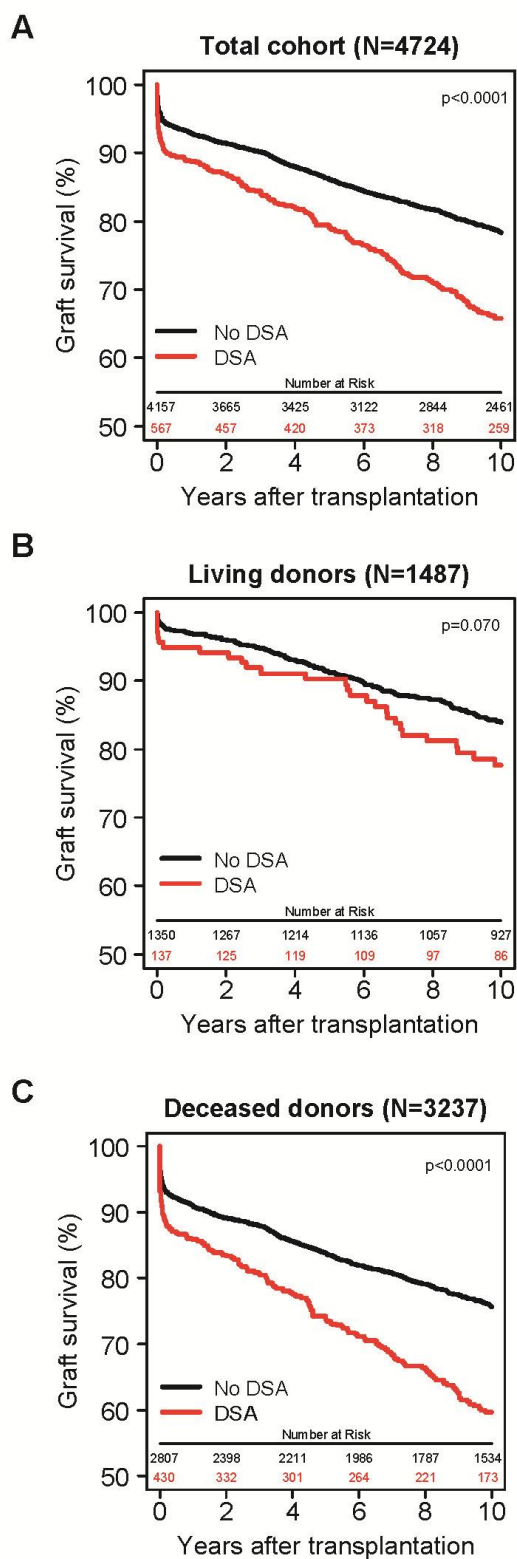 A
Total cohort (N=4724)
p<0.0001
Graft survival (%)
100
90
80
70
60
50
No DSA
DSA
Number at Risk
4157 3665 3425 3122 2844 2461
567 457 420 373 318 259
0 2 4 6 8 10
Years after transplantation
B
Living donors (N=1487)
p=0.070
Graft survival (%)
100
90
80
70
60
50
No DSA
DSA
Number at Risk
1350 1267 1214 1136 1057 927
137 125 119 109 97 86
0 2 4 6 8 10
Years after transplantation
C
Deceased donors (N=3237)
p<0.0001
Graft survival (%)
100
90
80
70
60
50
No DSA
DSA
Number at Risk
2807 2398 2211 1986 1787 1534
430 332 301 264 221 173
0 2 4 6 8 10
Years after transplantation